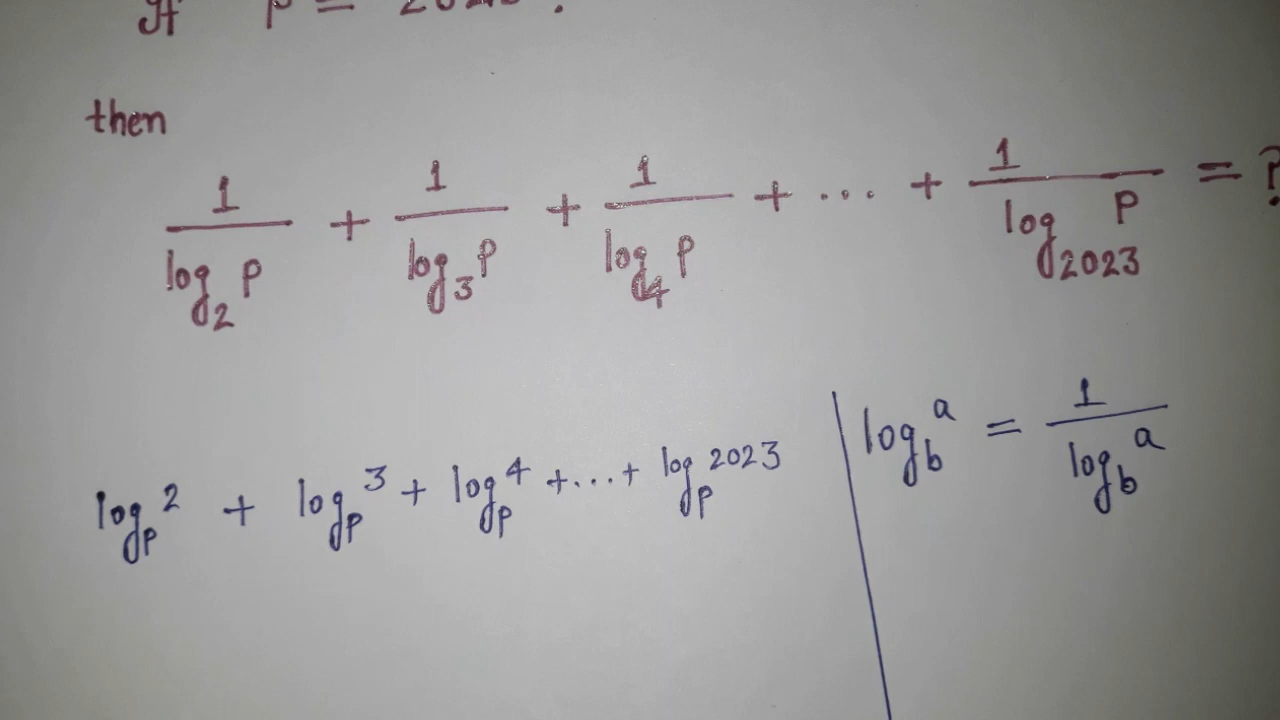 If P =
then
1/log₂ P + 1/log₃ P + 1/log₄ P + ... + 1/log₂₀₂₃ P = ?
log_p 2 + log_p 3 + log_p 4 + ... + log_p 2023 | log_b a = 1/log_b a